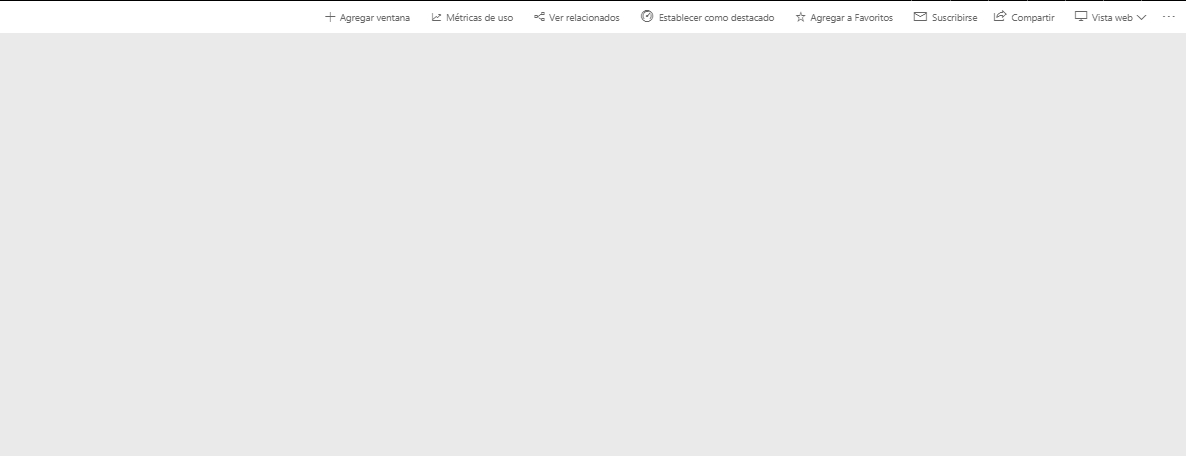 Agregar ventana Métricas de uso Ver relacionados Establecer como destacado Agregar a Favoritos Suscribirse Compartir Vista web ...